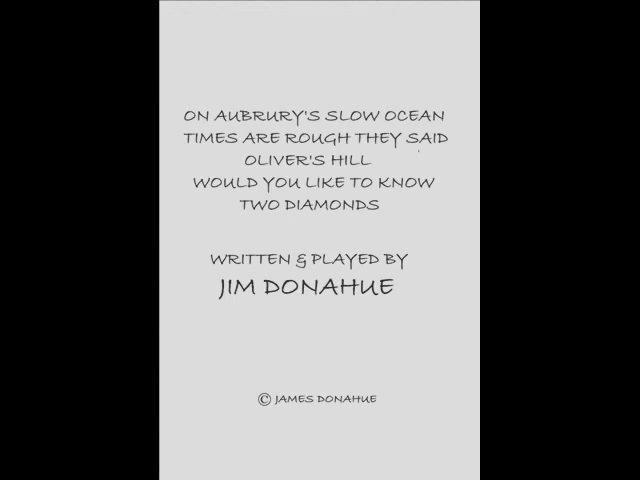 ON AUBRURY'S SLOW OCEAN
TIMES ARE ROUGH THEY SAID
OLIVER'S HILL
WOULD YOU LIKE TO KNOW
TWO DIAMONDS
WRITTEN & PLAYED BY
JIM DONAHUE
© JAMES DONAHUE